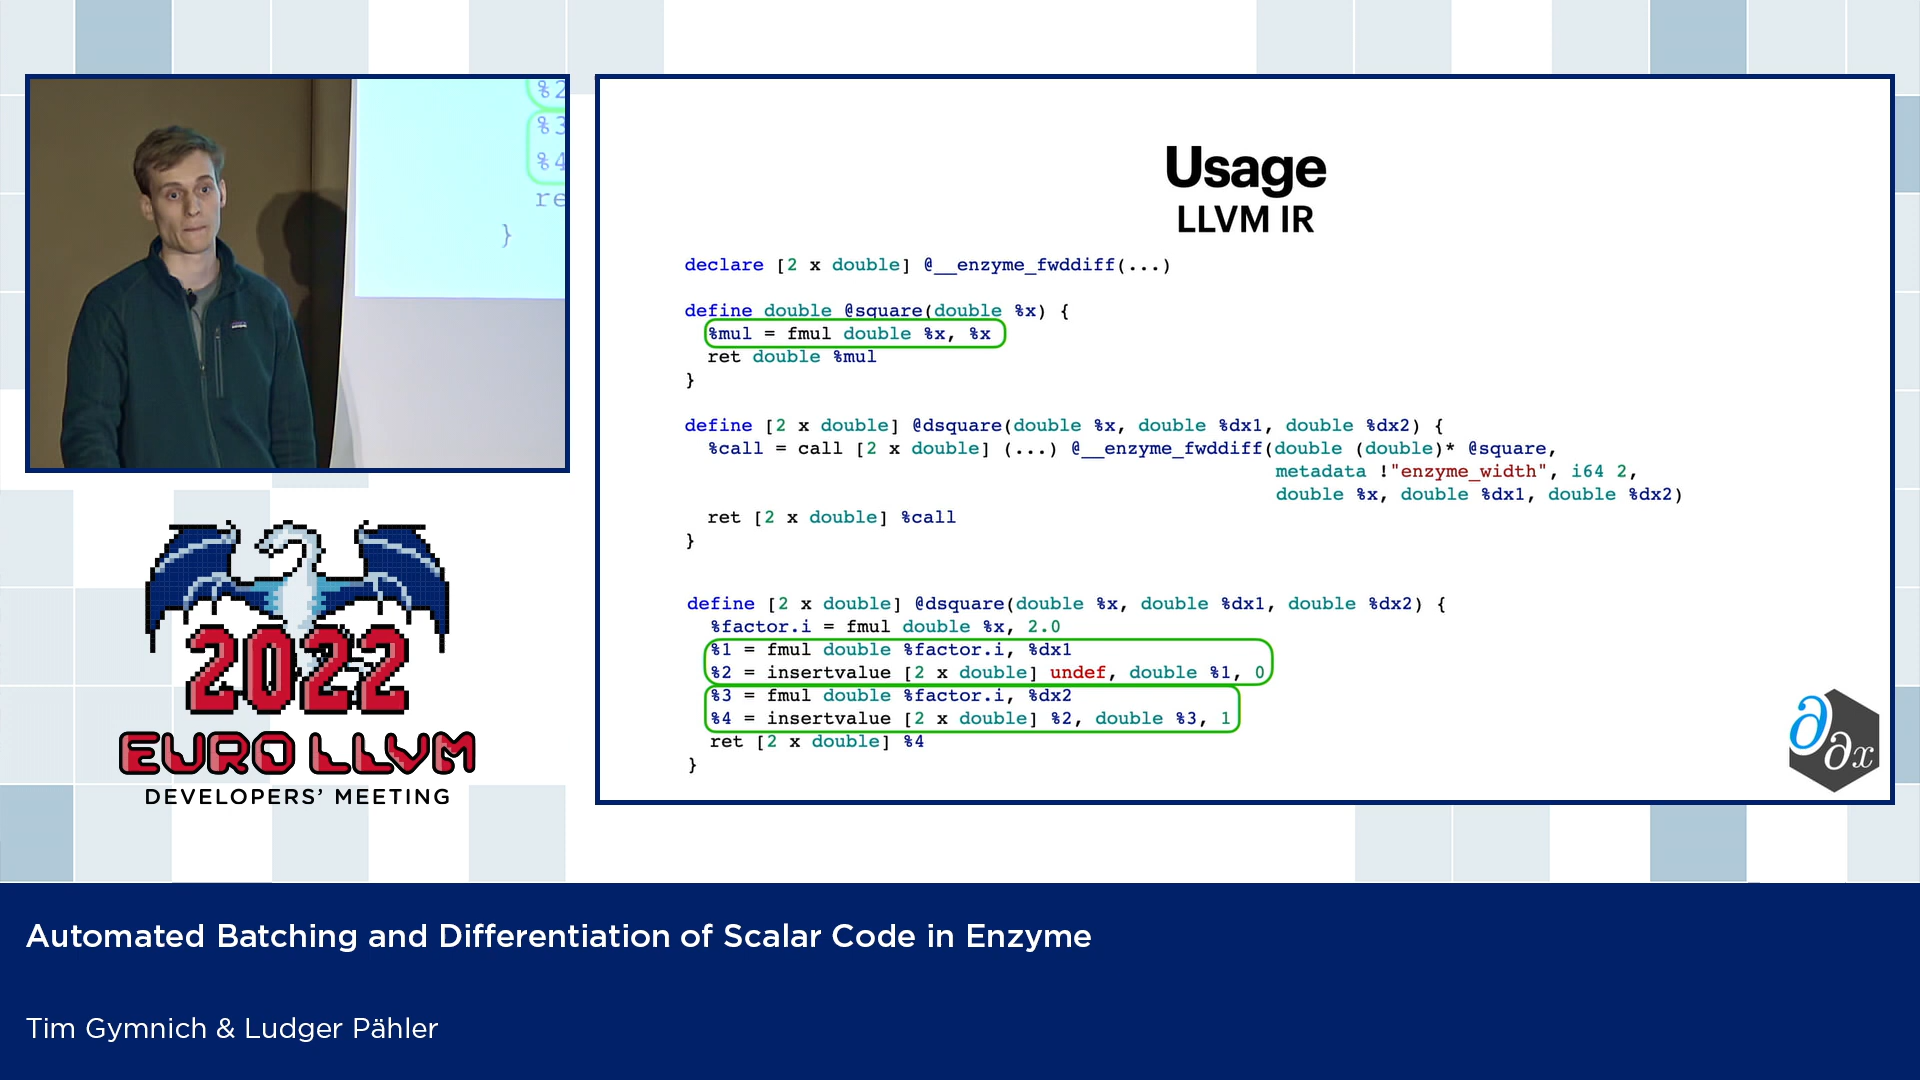 %2
%3
%4
re
}
Usage
LLVM IR
declare [2 x double] @__enzyme_fwddiff(...)
define double @square(double %x) {
%mul = fmul double %x, %x
ret double %mul
}
define [2 x double] @dsquare(double %x, double %dx1, double %dx2) {
%call = call [2 x double] (...) @__enzyme_fwddiff(double (double)* @square,
metadata !"enzyme_width", i64 2,
double %x, double %dx1, double %dx2)
ret [2 x double] %call
}
define [2 x double] @dsquare(double %x, double %dx1, double %dx2) {
%factor.i = fmul double %x, 2.0
%1 = fmul double %factor.i, %dx1
%2 = insertvalue [2 x double] undef, double %1, 0
%3 = fmul double %factor.i, %dx2
%4 = insertvalue [2 x double] %2, double %3, 1
ret [2 x double] %4
}
∂
∂x
2022
EURO LLVM
DEVELOPERS' MEETING
Automated Batching and Differentiation of Scalar Code in Enzyme
Tim Gymnich & Ludger Pähler